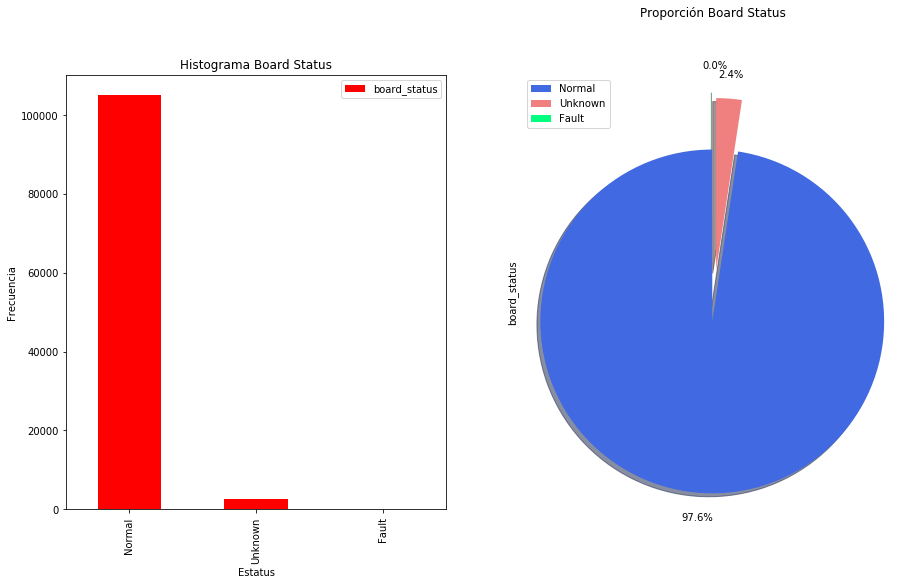 Histograma Board Status
board_status
100000
80000
60000
40000
20000
0
Frecuencia
Normal
Unknown
Fault
Estatus
Proporción Board Status
0.0%
2.4%
Normal
Unknown
Fault
board_status
97.6%